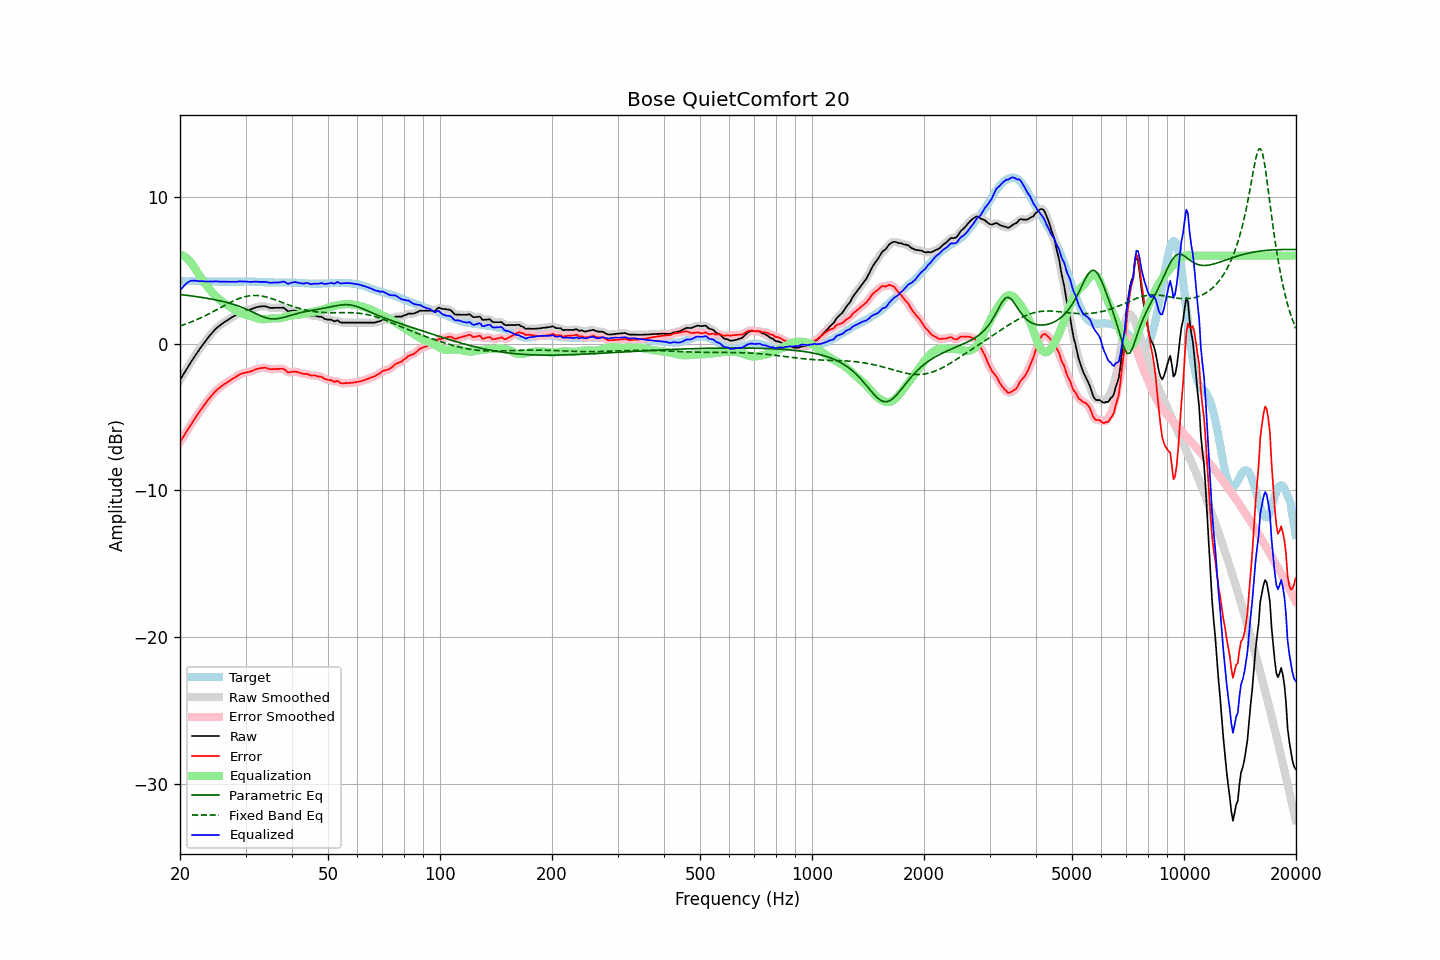 Bose QuietComfort 20
Amplitude (dBr)
10
0
−10
−20
−30
Target
Raw Smoothed
Error Smoothed
Raw
Error
Equalization
Parametric Eq
Fixed Band Eq
Equalized
20 50 100 200 500 1000 2000 5000 10000 20000
Frequency (Hz)